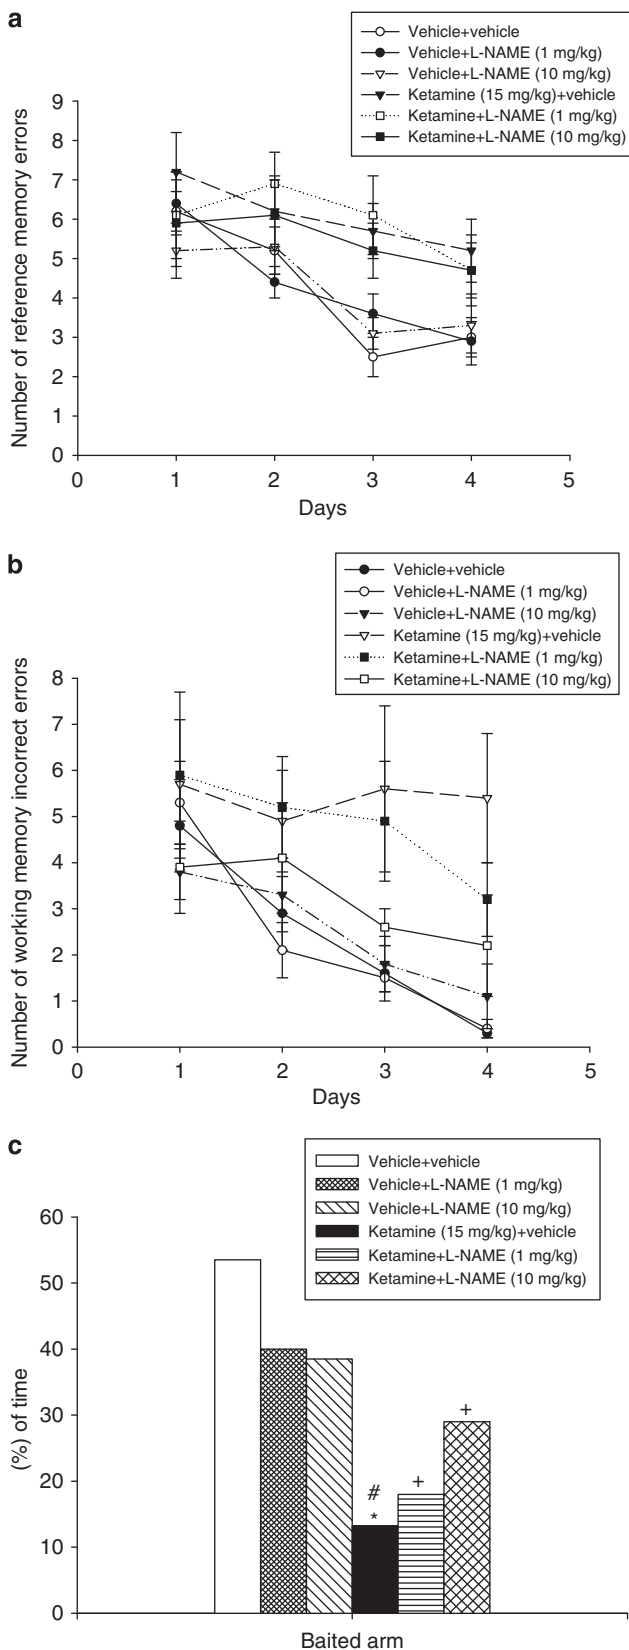 a
Vehicle+vehicle
Vehicle+L-NAME (1 mg/kg)
Vehicle+L-NAME (10 mg/kg)
Ketamine (15 mg/kg)+vehicle
Ketamine+L-NAME (1 mg/kg)
Ketamine+L-NAME (10 mg/kg)
Number of reference memory errors
9
8
7
6
5
4
3
2
1
0
0 1 2 3 4 5
Days
b
Vehicle+vehicle
Vehicle+L-NAME (1 mg/kg)
Vehicle+L-NAME (10 mg/kg)
Ketamine (15 mg/kg)+vehicle
Ketamine+L-NAME (1 mg/kg)
Ketamine+L-NAME (10 mg/kg)
Number of working memory incorrect errors
8
7
6
5
4
3
2
1
0
0 1 2 3 4 5
Days
c
Vehicle+vehicle
Vehicle+L-NAME (1 mg/kg)
Vehicle+L-NAME (10 mg/kg)
Ketamine (15 mg/kg)+vehicle
Ketamine+L-NAME (1 mg/kg)
Ketamine+L-NAME (10 mg/kg)
(%) of time
60
50
40
30
20
10
0
+
+
#
*
Baited arm